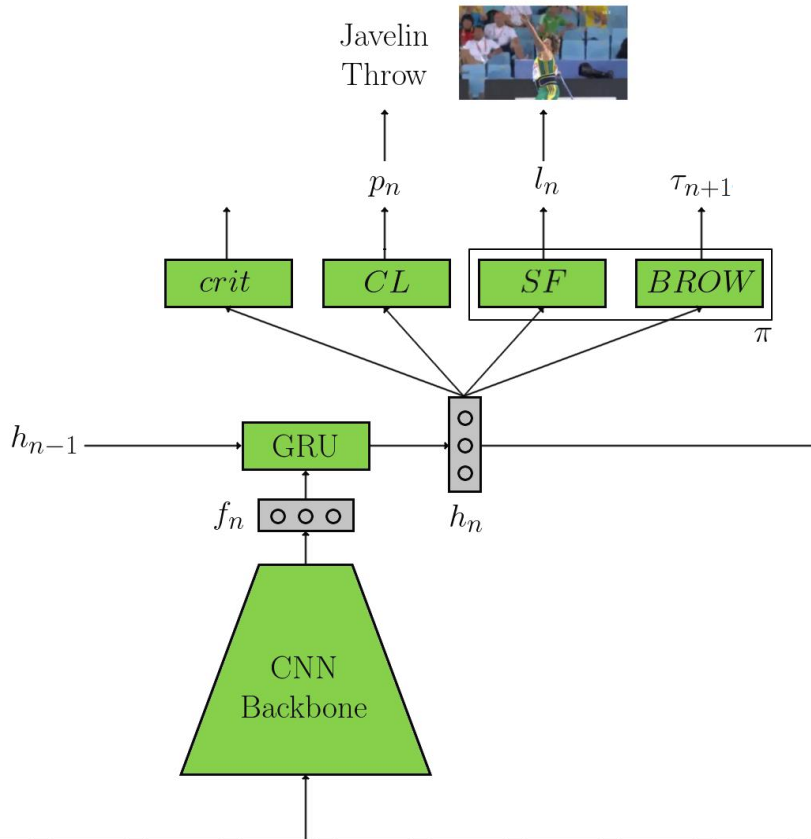 Javelin
Throw
p_n
l_n
τ_{n+1}
crit
CL
SF
BROW
π
h_{n−1}
GRU
f_n
h_n
CNN
Backbone